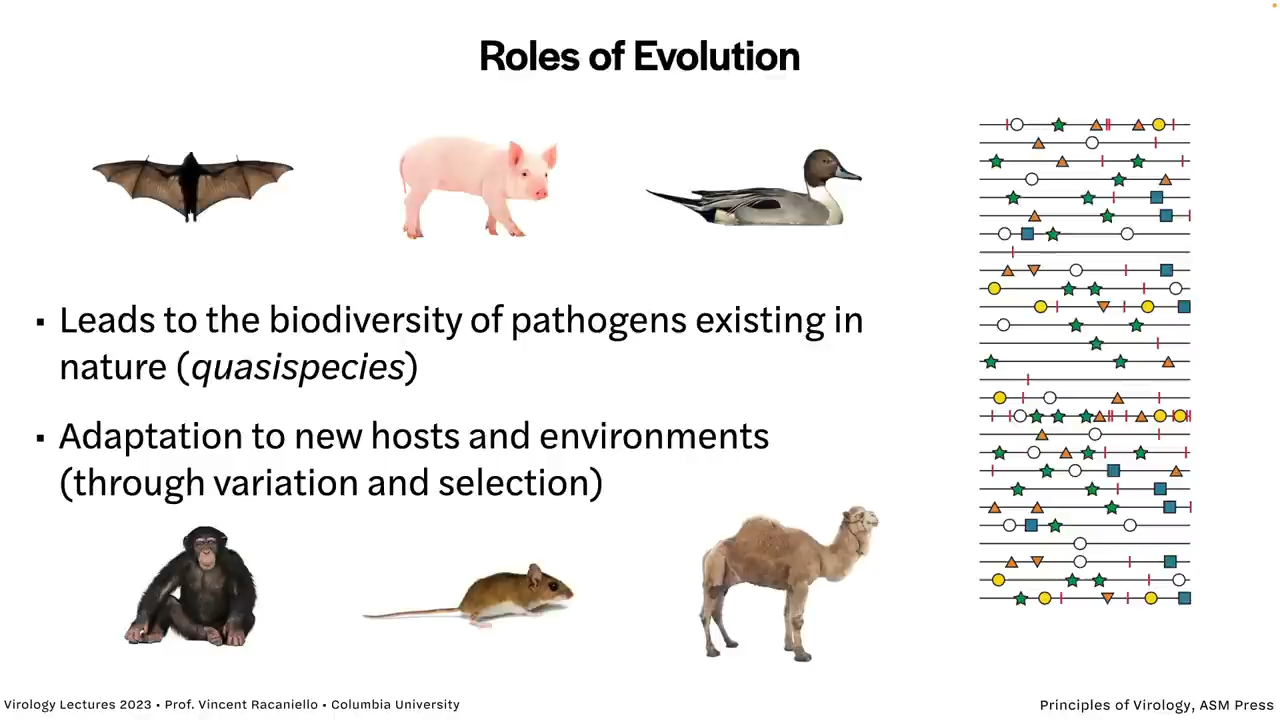 Roles of Evolution
▪ Leads to the biodiversity of pathogens existing in
nature (quasispecies)
▪ Adaptation to new hosts and environments
(through variation and selection)
Virology Lectures 2023 • Prof. Vincent Racaniello • Columbia University
Principles of Virology, ASM Press